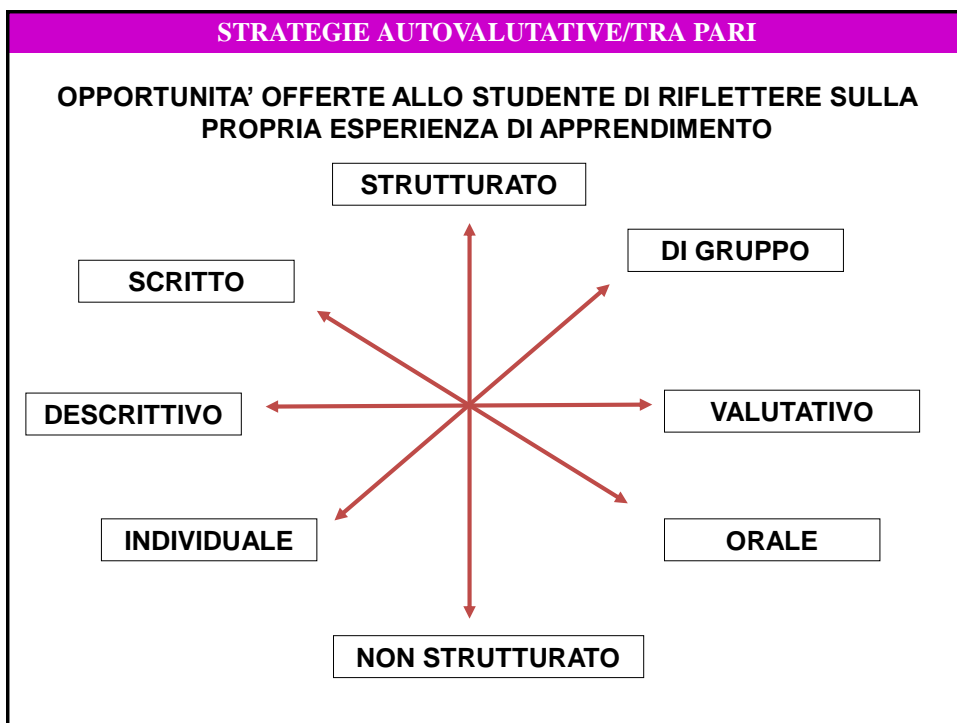 STRATEGIE AUTOVALUTATIVE/TRA PARI
OPPORTUNITA’ OFFERTE ALLO STUDENTE DI RIFLETTERE SULLA
PROPRIA ESPERIENZA DI APPRENDIMENTO
STRUTTURATO
DI GRUPPO
SCRITTO
DESCRITTIVO
VALUTATIVO
INDIVIDUALE
ORALE
NON STRUTTURATO